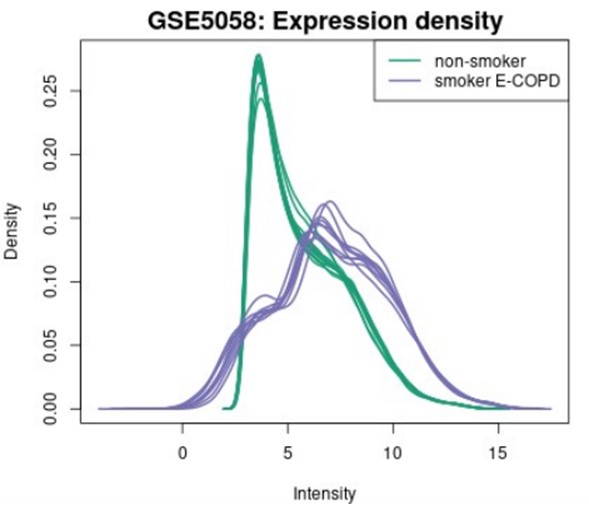 GSE5058: Expression density
non-smoker
smoker E-COPD
Density
0.00 0.05 0.10 0.15 0.20 0.25
0 5 10 15
Intensity